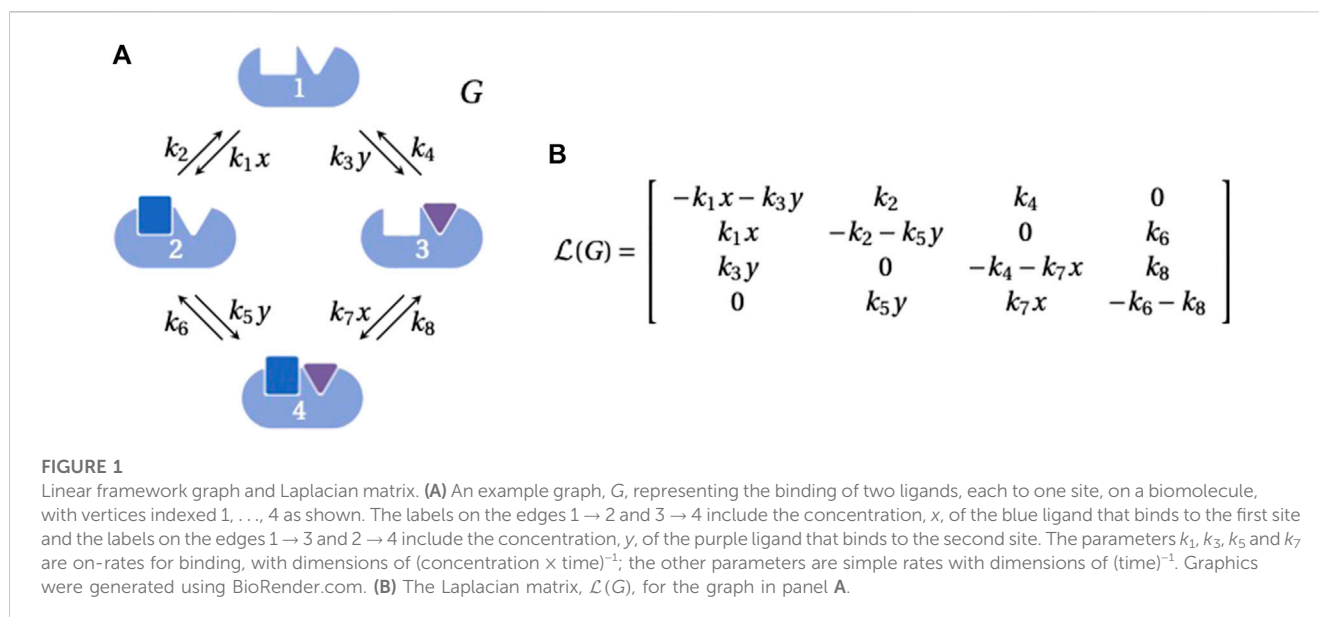 A
1
G
k₂
k₁x
k₃y
k₄
2
3
k₆
k₅y
k₇x
k₈
4
B
ℒ(G) =
−k₁x − k₃y k₂ k₄ 0
k₁x −k₂ − k₅y 0 k₆
k₃y 0 −k₄ − k₇x k₈
0 k₅y k₇x −k₆ − k₈
FIGURE 1
Linear framework graph and Laplacian matrix. (A) An example graph, G, representing the binding of two ligands, each to one site, on a biomolecule,
with vertices indexed 1, . . ., 4 as shown. The labels on the edges 1 → 2 and 3 → 4 include the concentration, x, of the blue ligand that binds to the first site
and the labels on the edges 1 → 3 and 2 → 4 include the concentration, y, of the purple ligand that binds to the second site. The parameters k₁, k₃, k₅ and k₇
are on-rates for binding, with dimensions of (concentration × time)⁻¹; the other parameters are simple rates with dimensions of (time)⁻¹. Graphics
were generated using BioRender.com. (B) The Laplacian matrix, ℒ(G), for the graph in panel A.